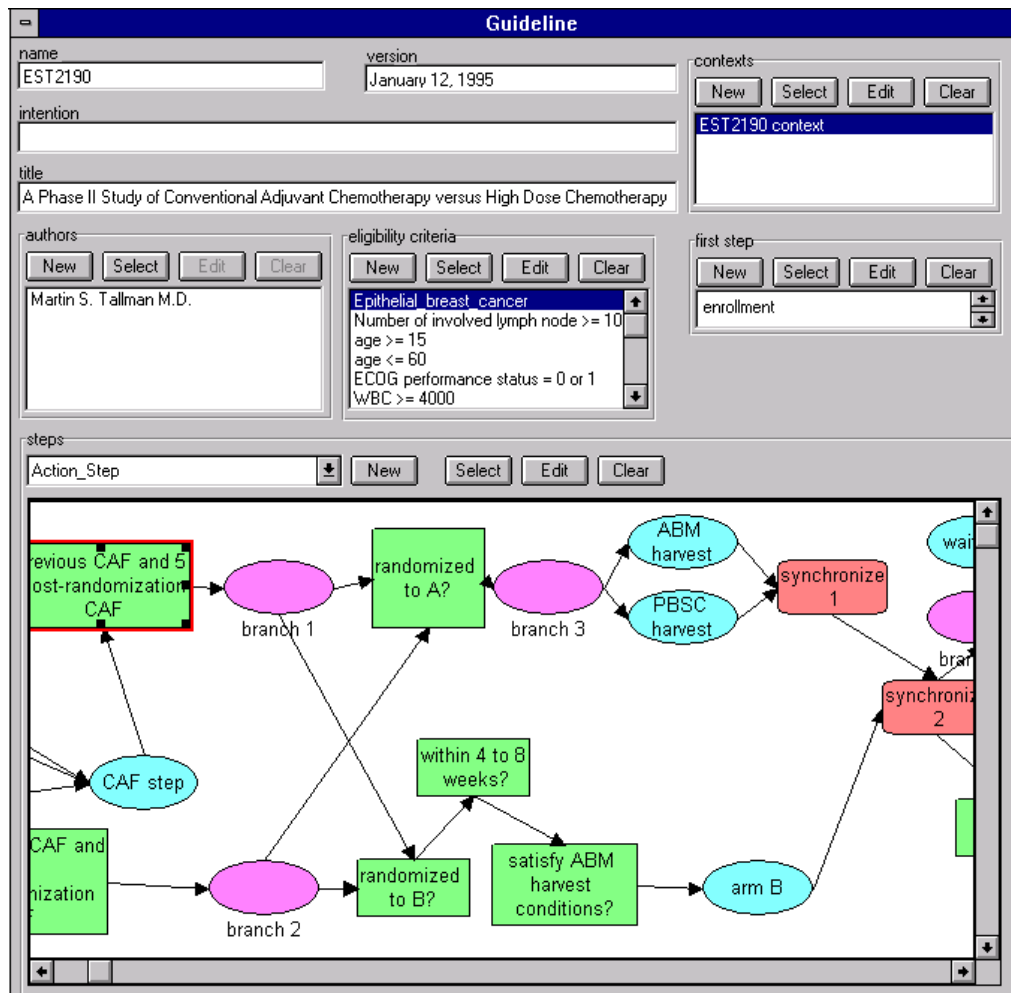 Guideline
name
version
EST2190
January 12, 1995
contexts
New Select Edit Clear
EST2190 context
intention
title
A Phase II Study of Conventional Adjuvant Chemotherapy versus High Dose Chemotherapy
authors
New Select Edit Clear
Martin S. Tallman M.D.
eligibility criteria
New Select Edit Clear
Epithelial_breast_cancer
Number of involved lymph node >= 10
age >= 15
age <= 60
ECOG performance status = 0 or 1
WBC >= 4000
first step
New Select Edit Clear
enrollment
steps
Action_Step
New Select Edit Clear
revious CAF and 5
ost-randomization
CAF
branch 1
randomized
to A?
branch 3
ABM
harvest
PBSC
harvest
synchronize
1
wai
bran
synchroniz
2
CAF step
within 4 to 8
weeks?
CAF and
nization
branch 2
randomized
to B?
satisfy ABM
harvest
conditions?
arm B